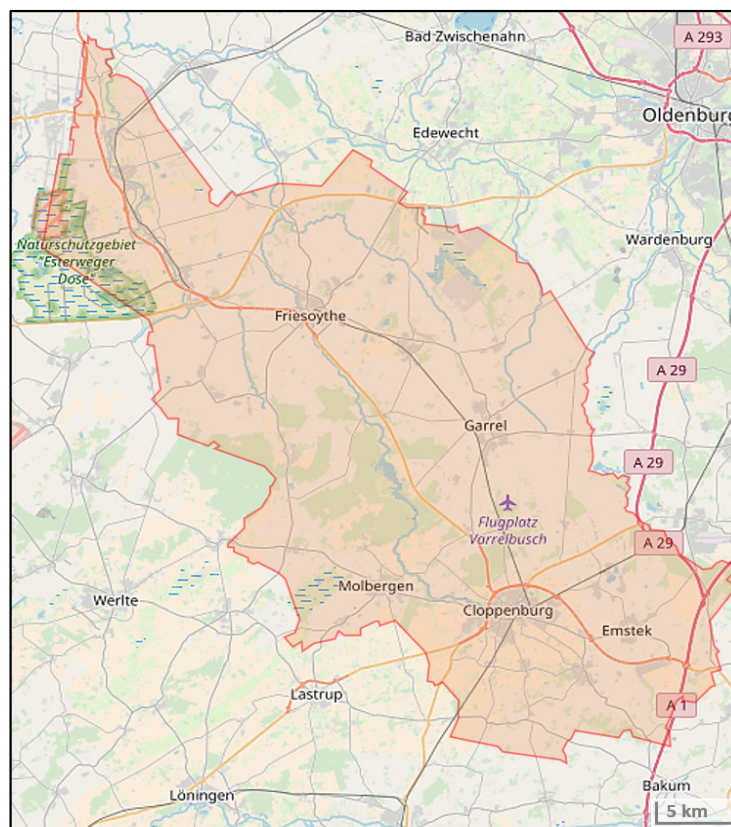 Bad Zwischenahn
A 293
Oldenburg
Edewecht
Wardenburg
Naturschutzgebiet
"Esterweger
Dose"
Friesoythe
A 29
Garrel
A 29
Flugplatz
Varrelbusch
A 29
Molbergen
Werlte
Cloppenburg
Emstek
Lastrup
A 1
Bakum
Löningen
5 km